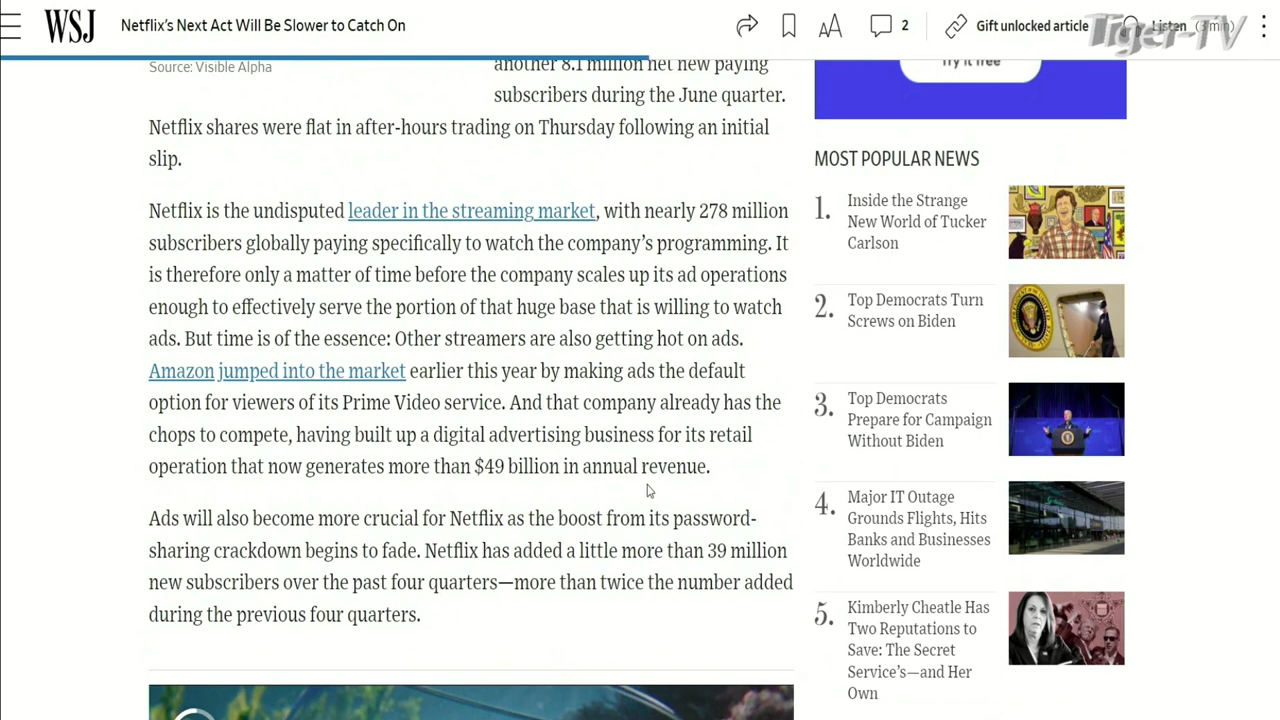 WSJ
Netflix's Next Act Will Be Slower to Catch On
2
Gift unlocked article
Listen (3 min)
Tiger-TV
Source: Visible Alpha
another 8.1 million net new paying
subscribers during the June quarter.
Netflix shares were flat in after-hours trading on Thursday following an initial
slip.
Netflix is the undisputed leader in the streaming market, with nearly 278 million
subscribers globally paying specifically to watch the company's programming. It
is therefore only a matter of time before the company scales up its ad operations
enough to effectively serve the portion of that huge base that is willing to watch
ads. But time is of the essence: Other streamers are also getting hot on ads.
Amazon jumped into the market earlier this year by making ads the default
option for viewers of its Prime Video service. And that company already has the
chops to compete, having built up a digital advertising business for its retail
operation that now generates more than $49 billion in annual revenue.
Ads will also become more crucial for Netflix as the boost from its password-
sharing crackdown begins to fade. Netflix has added a little more than 39 million
new subscribers over the past four quarters—more than twice the number added
during the previous four quarters.
Try it free
MOST POPULAR NEWS
1. Inside the Strange
New World of Tucker
Carlson
2. Top Democrats Turn
Screws on Biden
3. Top Democrats
Prepare for Campaign
Without Biden
4. Major IT Outage
Grounds Flights, Hits
Banks and Businesses
Worldwide
5. Kimberly Cheatle Has
Two Reputations to
Save: The Secret
Service's—and Her
Own